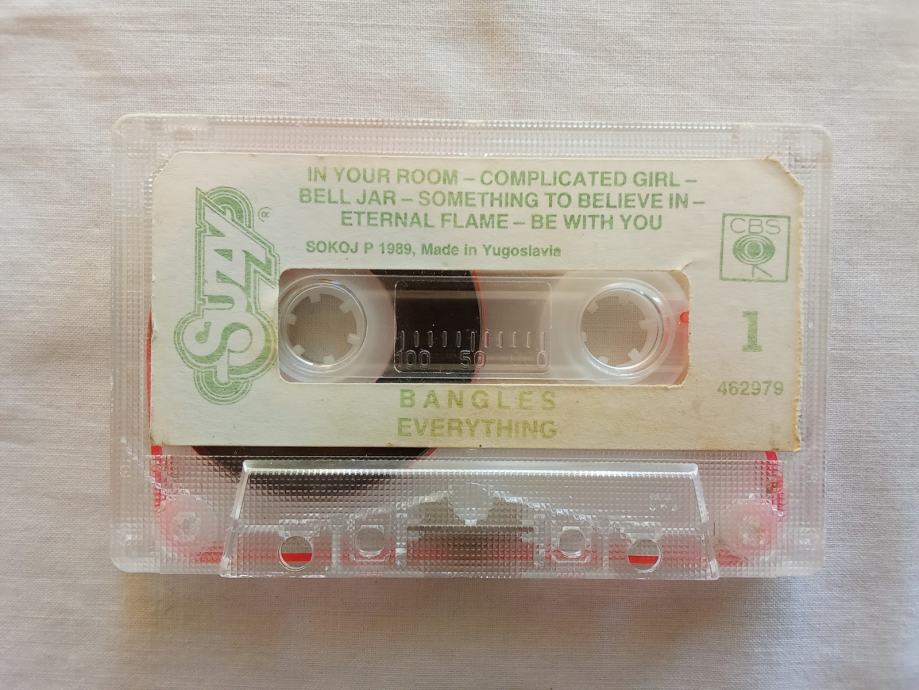 IN YOUR ROOM – COMPLICATED GIRL –
BELL JAR – SOMETHING TO BELIEVE IN –
ETERNAL FLAME – BE WITH YOU
SUZY ®
CBS
SOKOJ P 1989, Made in Yugoslavia
1
100 50 0
462979
BANGLES
EVERYTHING